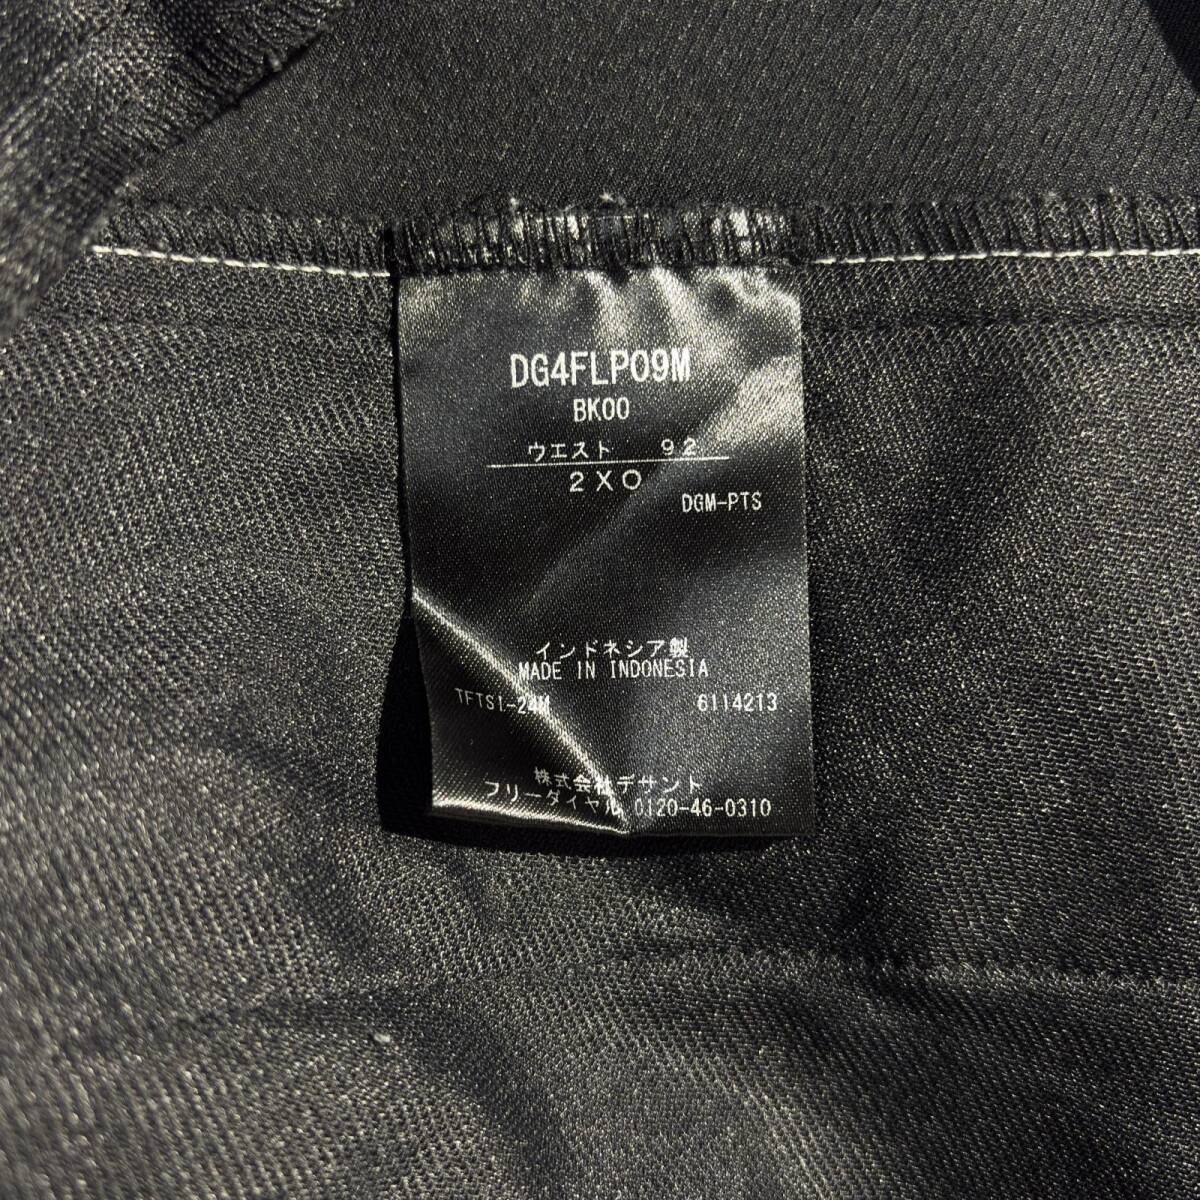 DG4FLP09M
BK00
ウエスト 92
2XO
DGM-PTS
インドネシア製
MADE IN INDONESIA
TFTSI-24M 6114213
株式会社デサント
フリーダイヤル 0120-46-0310